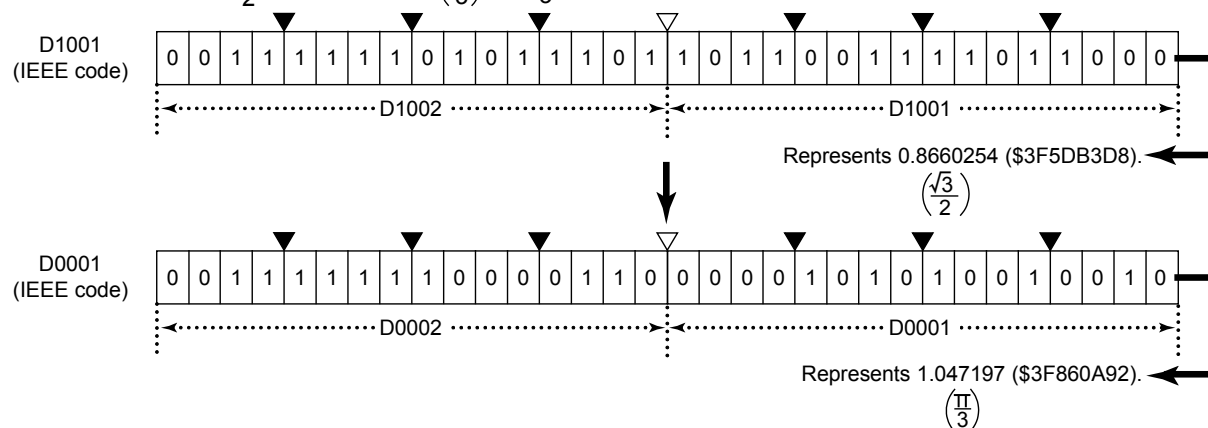 D1001
(IEEE code)
0 0 1 1 1 1 1 1 0 1 0 1 1 1 0 1 1 0 1 1 0 0 1 1 1 1 0 1 1 0 0 0
D1002 D1001
Represents 0.8660254 ($3F5DB3D8).
(√3/2)
D0001
(IEEE code)
0 0 1 1 1 1 1 1 1 0 0 0 0 1 1 0 0 0 0 0 1 0 1 0 1 0 0 1 0 0 1 0
D0002 D0001
Represents 1.047197 ($3F860A92).
(π/3)